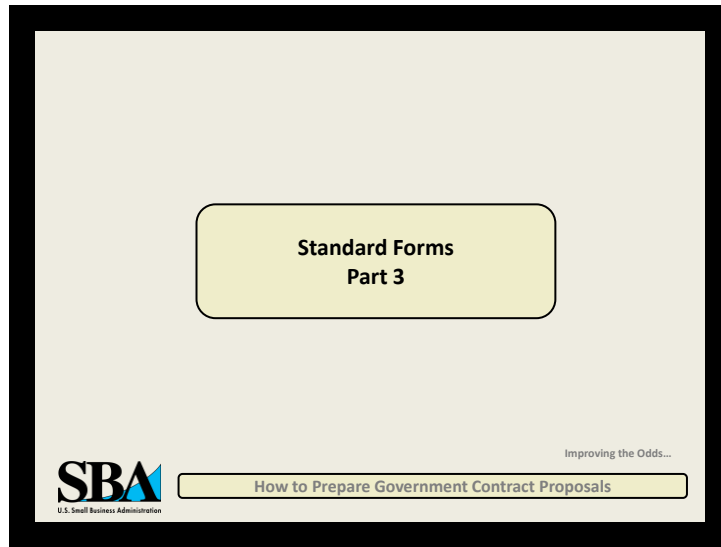 Standard Forms
Part 3
Improving the Odds...
SBA
U.S. Small Business Administration
How to Prepare Government Contract Proposals